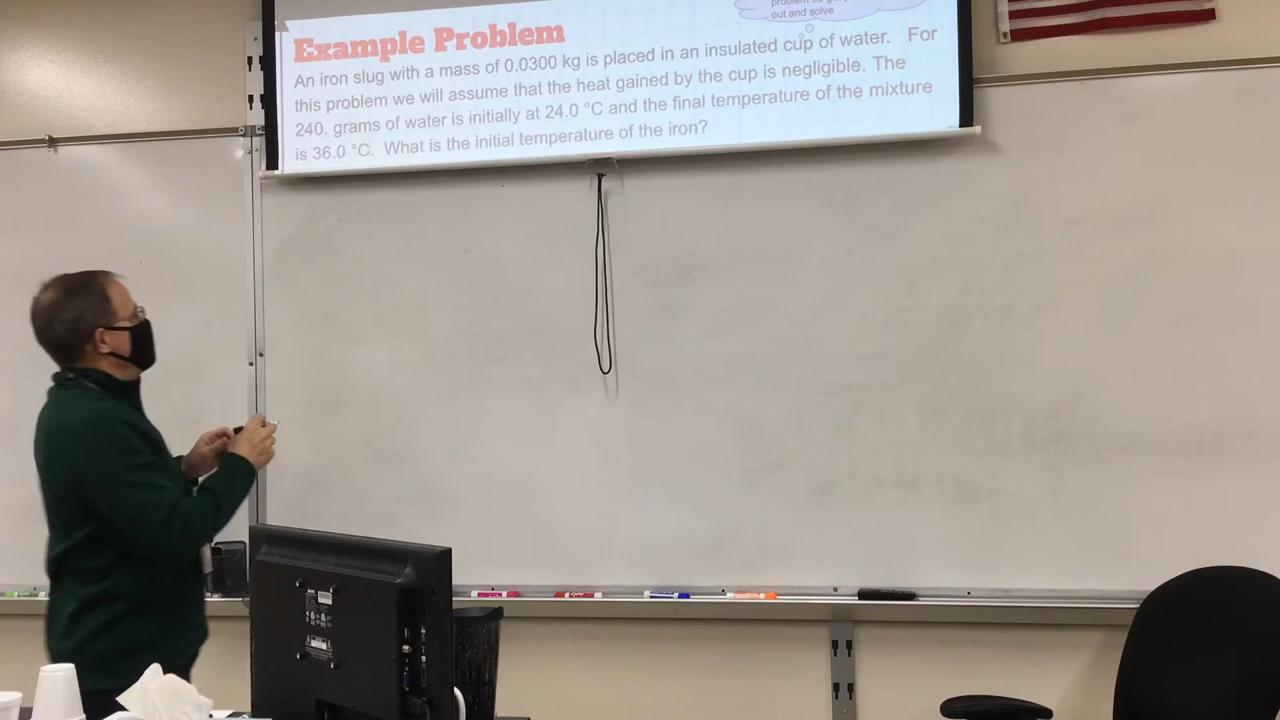 out and solve
Example Problem
An iron slug with a mass of 0.0300 kg is placed in an insulated cup of water. For
this problem we will assume that the heat gained by the cup is negligible. The
240. grams of water is initially at 24.0 °C and the final temperature of the mixture
is 36.0 °C. What is the initial temperature of the iron?